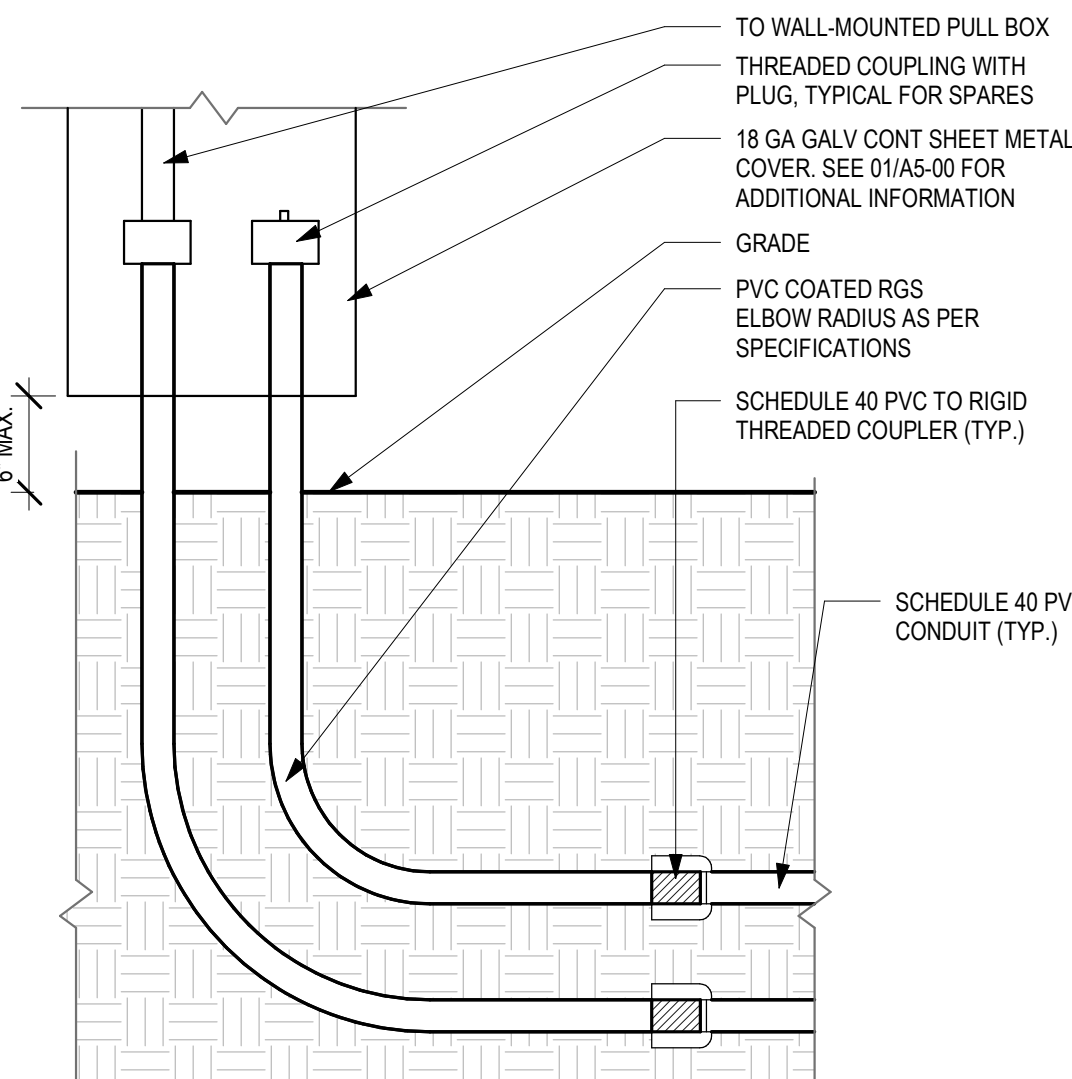 TO WALL-MOUNTED PULL BOX
THREADED COUPLING WITH
PLUG, TYPICAL FOR SPARES
18 GA GALV CONT SHEET METAL
COVER. SEE 01/A5-00 FOR
ADDITIONAL INFORMATION
GRADE
PVC COATED RGS
ELBOW RADIUS AS PER
SPECIFICATIONS
SCHEDULE 40 PVC TO RIGID
THREADED COUPLER (TYP.)
6" MAX.
SCHEDULE 40 PV
CONDUIT (TYP.)